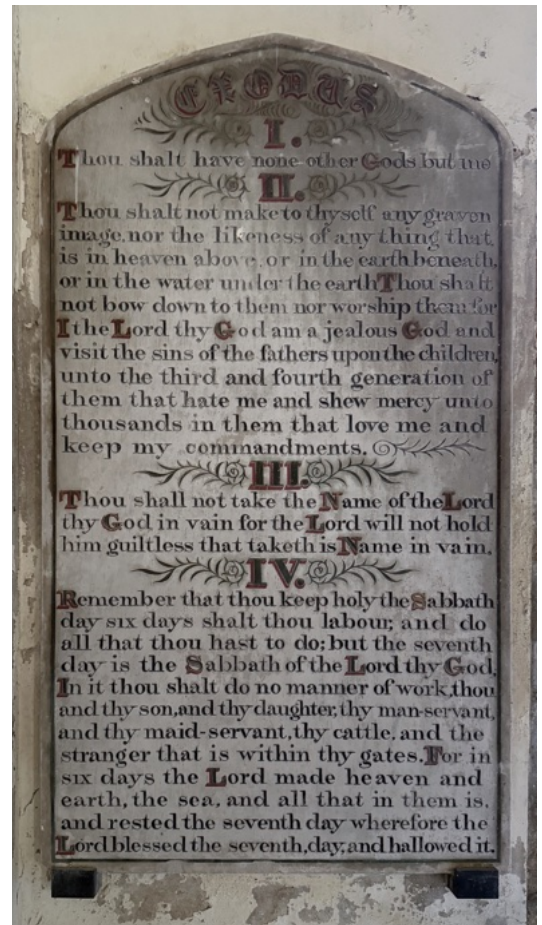 EXODUS
I.
Thou shalt have none other Gods but me
II.
Thou shalt not make to thyself any graven
image, nor the likeness of any thing that
is in heaven above, or in the earth beneath,
or in the water under the earth Thou shalt
not bow down to them nor worship them for
I the Lord thy God am a jealous God and
visit the sins of the fathers upon the children,
unto the third and fourth generation of
them that hate me and shew mercy unto
thousands in them that love me and
keep my commandments.
III.
Thou shall not take the Name of the Lord
thy God in vain for the Lord will not hold
him guiltless that taketh is Name in vain.
IV.
Remember that thou keep holy the Sabbath
day six days shalt thou labour, and do
all that thou hast to do; but the seventh
day is the Sabbath of the Lord thy God,
In it thou shalt do no manner of work, thou
and thy son, and thy daughter, thy man-servant,
and thy maid-servant, thy cattle, and the
stranger that is within thy gates. For in
six days the Lord made heaven and
earth, the sea, and all that in them is,
and rested the seventh day wherefore the
Lord blessed the seventh, day, and hallowed it.